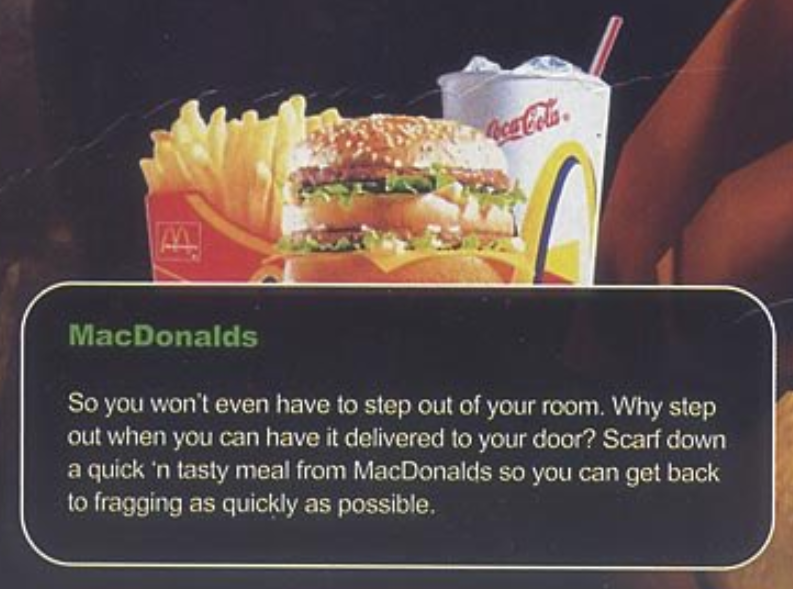 Coca-Cola
MacDonalds
So you won't even have to step out of your room. Why step
out when you can have it delivered to your door? Scarf down
a quick 'n tasty meal from MacDonalds so you can get back
to fragging as quickly as possible.